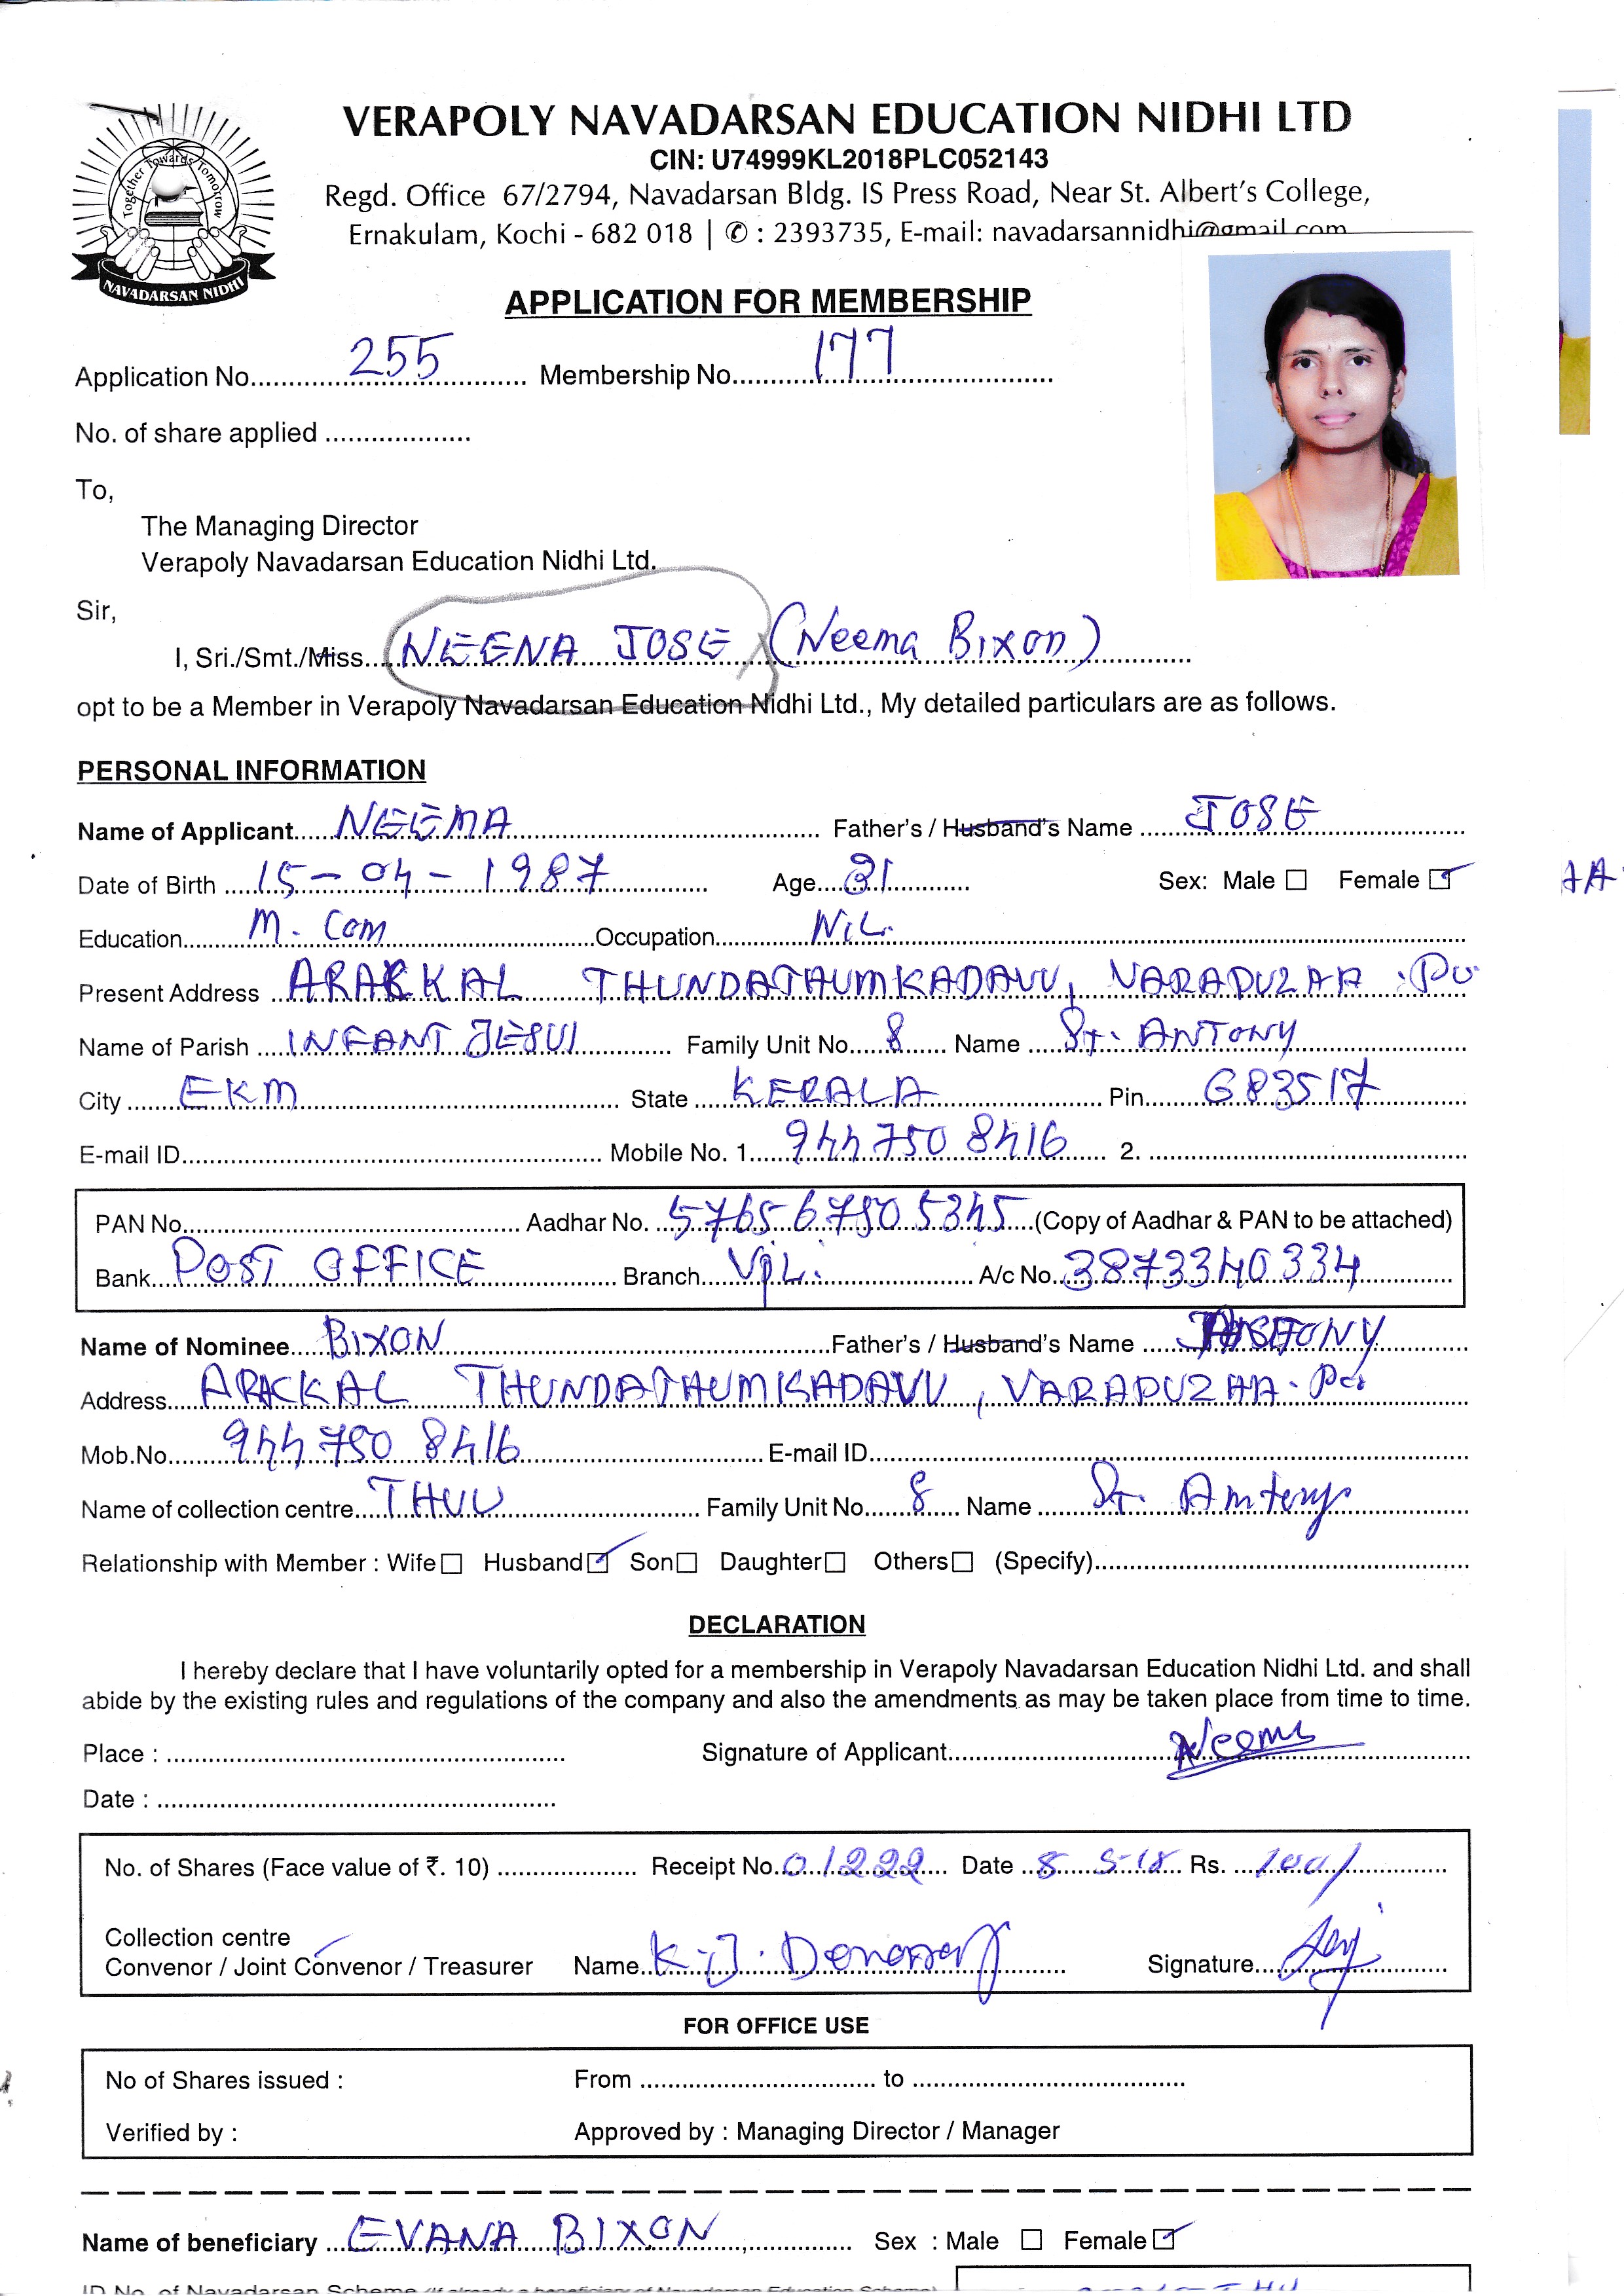 Together Towards Tomorrow
NAVADARSAN NIDHI
VERAPOLY NAVADARSAN EDUCATION NIDHI LTD
CIN: U74999KL2018PLC052143
Regd. Office 67/2794, Navadarsan Bldg. IS Press Road, Near St. Albert's College,
Ernakulam, Kochi - 682 018 | ✆ : 2393735, E-mail: navadarsannidhi@gmail.com
APPLICATION FOR MEMBERSHIP
Application No. 255 Membership No. 177
No. of share applied
To,
The Managing Director
Verapoly Navadarsan Education Nidhi Ltd.
Sir,
I, Sri./Smt./Miss. NEENA JOSE (Neema Bixon)
opt to be a Member in Verapoly Navadarsan Education Nidhi Ltd., My detailed particulars are as follows.
PERSONAL INFORMATION
Name of Applicant NEEMA Father's / Husband's Name JOSE
Date of Birth 15-04-1987 Age 31 Sex: Male Female
Education M. Com Occupation NiL.
Present Address ARACKAL THUNDATHUMKADAVU, VARAPUZHA . Po
Name of Parish INFANT JESUS Family Unit No. 8 Name St. ANTONY
City EKM State KERALA Pin 683517
E-mail ID Mobile No. 1 944 750 8416 2.
PAN No. Aadhar No. 5765 6750 5345 (Copy of Aadhar & PAN to be attached)
Bank POST OFFICE Branch VPL. A/c No. 3873340334
Name of Nominee BIXON Father's / Husband's Name
Address ARACKAL THUNDATHUMKADAVU, VARAPUZHA. Po
Mob.No. 944 750 8416 E-mail ID
Name of collection centre THUU Family Unit No. 8 Name St. Antony
Relationship with Member : Wife Husband Son Daughter Others (Specify)
DECLARATION
I hereby declare that I have voluntarily opted for a membership in Verapoly Navadarsan Education Nidhi Ltd. and shall
abide by the existing rules and regulations of the company and also the amendments as may be taken place from time to time.
Place : Signature of Applicant Neema
Date :
No. of Shares (Face value of ₹. 10) Receipt No. 01222 Date 8 5-18 Rs. 100/
Collection centre
Convenor / Joint Convenor / Treasurer Name K.J. Signature
FOR OFFICE USE
No of Shares issued : From to
Verified by : Approved by : Managing Director / Manager
Name of beneficiary EVANA BIXON Sex : Male Female
ID No. of Navadarsan Scheme (If already a beneficiary of Navadarsan Education Scheme)